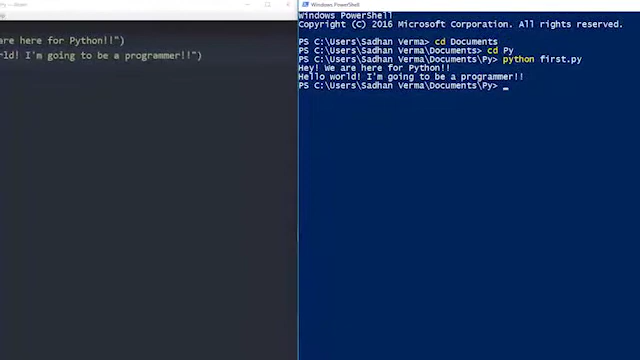 Py — Atom
are here for Python!!")
rld! I'm going to be a programmer!!")
Windows PowerShell
Windows PowerShell
Copyright (C) 2016 Microsoft Corporation. All rights reserved.
PS C:\Users\Sadhan Verma> cd Documents
PS C:\Users\Sadhan Verma\Documents> cd Py
PS C:\Users\Sadhan Verma\Documents\Py> python first.py
Hey! We are here for Python!!
Hello world! I'm going to be a programmer!!
PS C:\Users\Sadhan Verma\Documents\Py> _